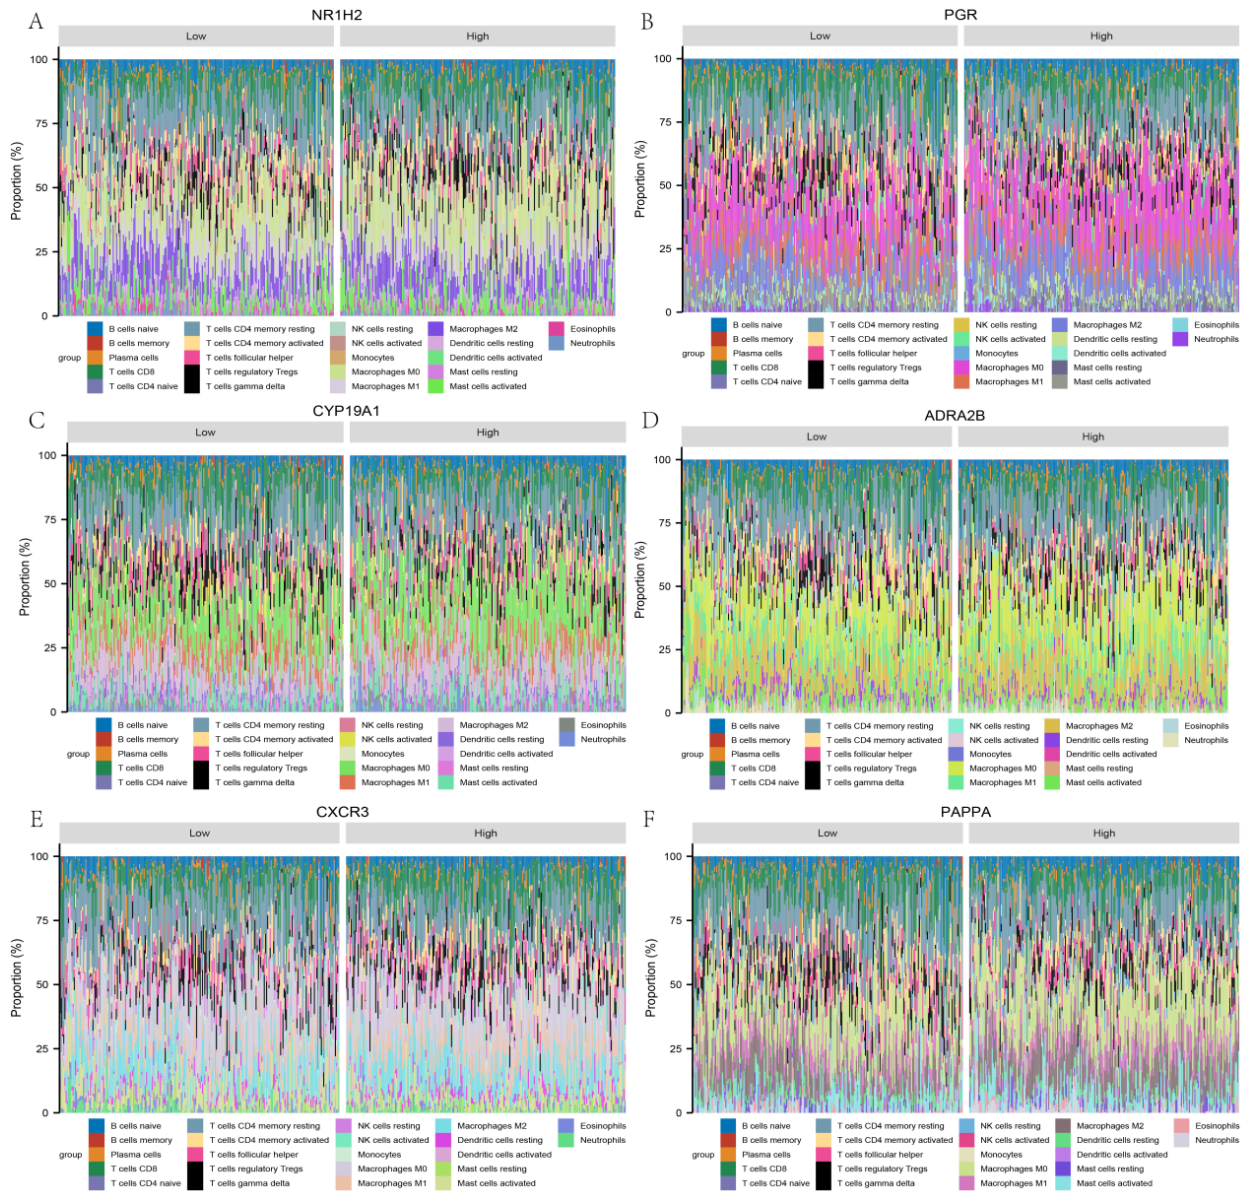 A
NR1H2
Low
High
Proportion (%)
100
75
50
25
0
group
B cells naive
B cells memory
Plasma cells
T cells CD8
T cells CD4 naive
T cells CD4 memory resting
T cells CD4 memory activated
T cells follicular helper
T cells regulatory Tregs
T cells gamma delta
NK cells resting
NK cells activated
Monocytes
Macrophages M0
Macrophages M1
Macrophages M2
Dendritic cells resting
Dendritic cells activated
Mast cells resting
Mast cells activated
Eosinophils
Neutrophils
B
PGR
Low
High
Proportion (%)
100
75
50
25
0
group
B cells naive
B cells memory
Plasma cells
T cells CD8
T cells CD4 naive
T cells CD4 memory resting
T cells CD4 memory activated
T cells follicular helper
T cells regulatory Tregs
T cells gamma delta
NK cells resting
NK cells activated
Monocytes
Macrophages M0
Macrophages M1
Macrophages M2
Dendritic cells resting
Dendritic cells activated
Mast cells resting
Mast cells activated
Eosinophils
Neutrophils
C
CYP19A1
Low
High
Proportion (%)
100
75
50
25
0
group
B cells naive
B cells memory
Plasma cells
T cells CD8
T cells CD4 naive
T cells CD4 memory resting
T cells CD4 memory activated
T cells follicular helper
T cells regulatory Tregs
T cells gamma delta
NK cells resting
NK cells activated
Monocytes
Macrophages M0
Macrophages M1
Macrophages M2
Dendritic cells resting
Dendritic cells activated
Mast cells resting
Mast cells activated
Eosinophils
Neutrophils
D
ADRA2B
Low
High
Proportion (%)
100
75
50
25
0
group
B cells naive
B cells memory
Plasma cells
T cells CD8
T cells CD4 naive
T cells CD4 memory resting
T cells CD4 memory activated
T cells follicular helper
T cells regulatory Tregs
T cells gamma delta
NK cells resting
NK cells activated
Monocytes
Macrophages M0
Macrophages M1
Macrophages M2
Dendritic cells resting
Dendritic cells activated
Mast cells resting
Mast cells activated
Eosinophils
Neutrophils
E
CXCR3
Low
High
Proportion (%)
100
75
50
25
0
group
B cells naive
B cells memory
Plasma cells
T cells CD8
T cells CD4 naive
T cells CD4 memory resting
T cells CD4 memory activated
T cells follicular helper
T cells regulatory Tregs
T cells gamma delta
NK cells resting
NK cells activated
Monocytes
Macrophages M0
Macrophages M1
Macrophages M2
Dendritic cells resting
Dendritic cells activated
Mast cells resting
Mast cells activated
Eosinophils
Neutrophils
F
PAPPA
Low
High
Proportion (%)
100
75
50
25
0
group
B cells naive
B cells memory
Plasma cells
T cells CD8
T cells CD4 naive
T cells CD4 memory resting
T cells CD4 memory activated
T cells follicular helper
T cells regulatory Tregs
T cells gamma delta
NK cells resting
NK cells activated
Monocytes
Macrophages M0
Macrophages M1
Macrophages M2
Dendritic cells resting
Dendritic cells activated
Mast cells resting
Mast cells activated
Eosinophils
Neutrophils